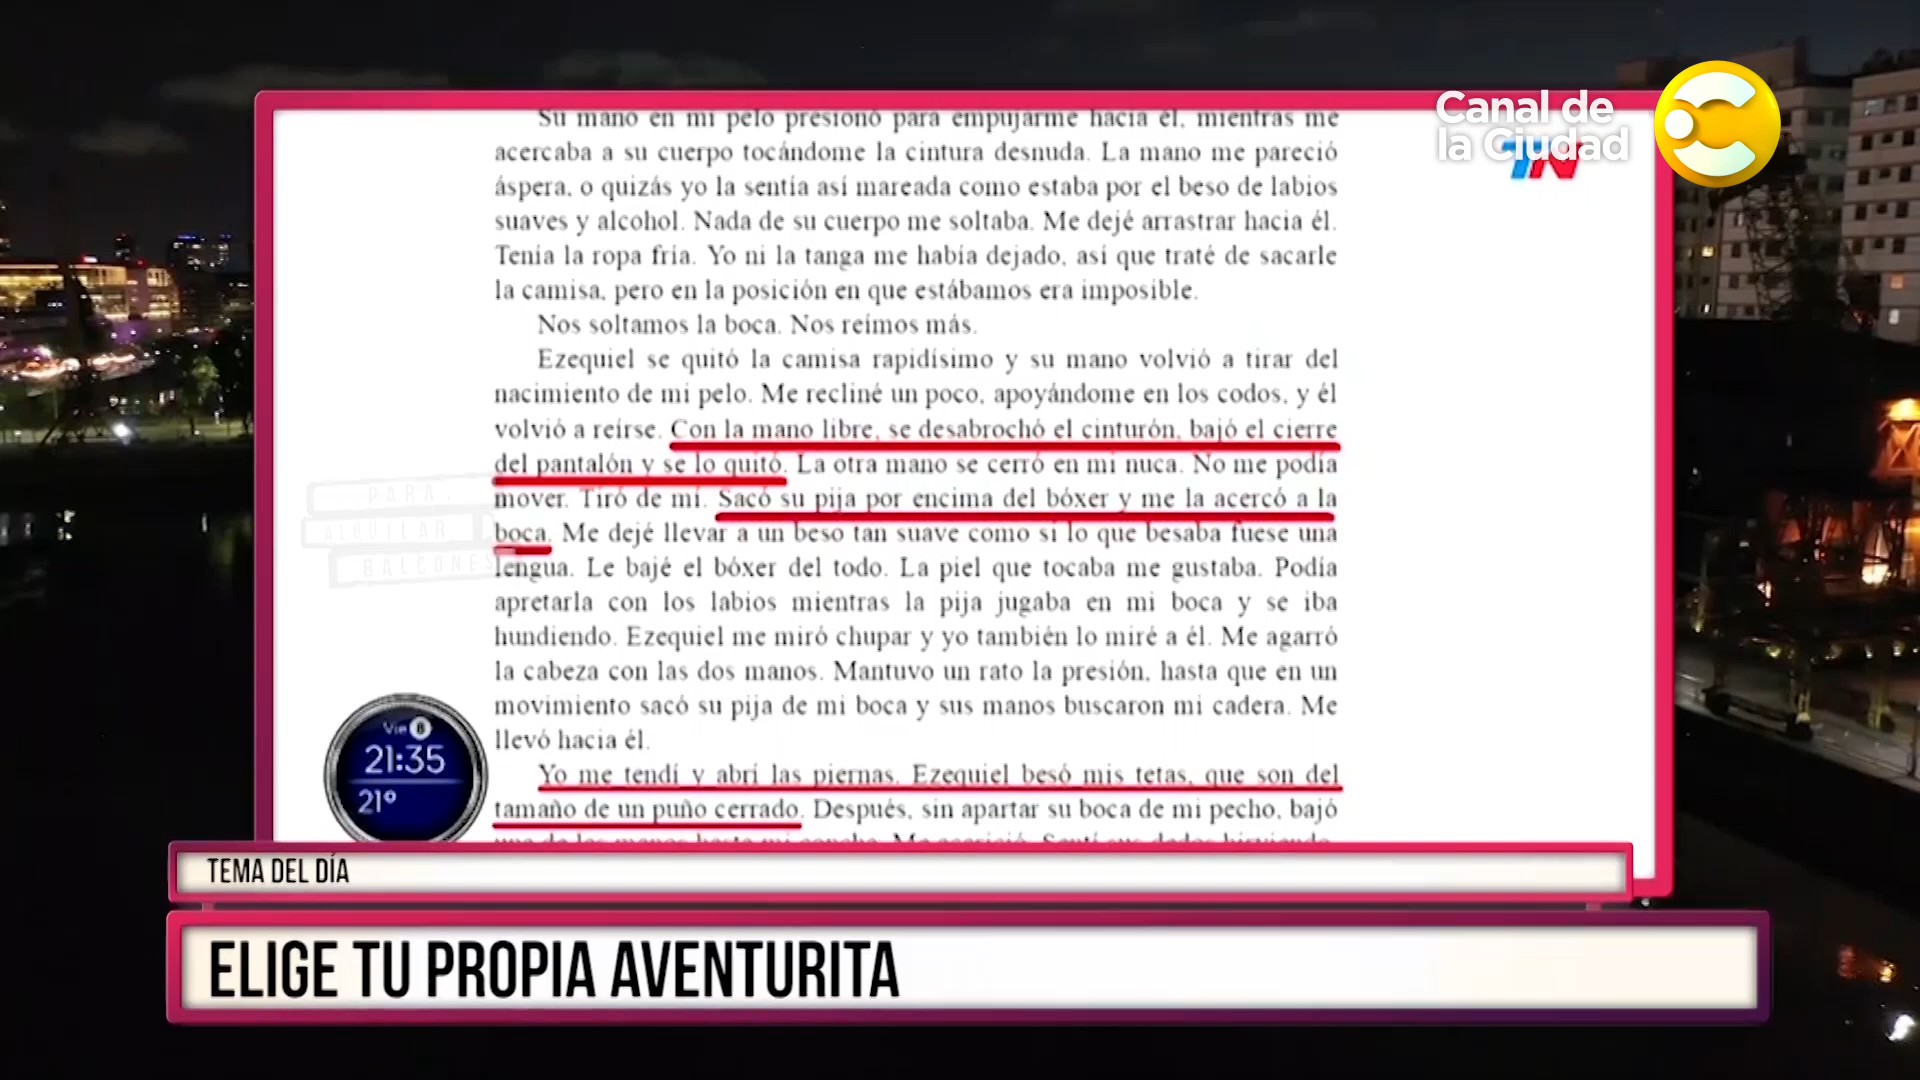 Canal de
la Ciudad
TN
Su mano en mi pelo presionó para empujarme hacia él, mientras me
acercaba a su cuerpo tocándome la cintura desnuda. La mano me pareció
áspera, o quizás yo la sentía así mareada como estaba por el beso de labios
suaves y alcohol. Nada de su cuerpo me soltaba. Me dejé arrastrar hacia él.
Tenía la ropa fría. Yo ni la tanga me había dejado, así que traté de sacarle
la camisa, pero en la posición en que estábamos era imposible.
Nos soltamos la boca. Nos reímos más.
Ezequiel se quitó la camisa rapidísimo y su mano volvió a tirar del
nacimiento de mi pelo. Me recliné un poco, apoyándome en los codos, y él
volvió a reírse. Con la mano libre, se desabrochó el cinturón, bajó el cierre
del pantalón y se lo quitó. La otra mano se cerró en mi nuca. No me podía
mover. Tiró de mí. Sacó su pija por encima del bóxer y me la acercó a la
boca. Me dejé llevar a un beso tan suave como si lo que besaba fuese una
lengua. Le bajé el bóxer del todo. La piel que tocaba me gustaba. Podía
apretarla con los labios mientras la pija jugaba en mi boca y se iba
hundiendo. Ezequiel me miró chupar y yo también lo miré a él. Me agarró
la cabeza con las dos manos. Mantuvo un rato la presión, hasta que en un
movimiento sacó su pija de mi boca y sus manos buscaron mi cadera. Me
llevó hacia él.
Yo me tendí y abrí las piernas. Ezequiel besó mis tetas, que son del
tamaño de un puño cerrado. Después, sin apartar su boca de mi pecho, bajó
PARA
ALQUILAR
BALCONES
Vie 8
21:35
21°
TEMA DEL DÍA
ELIGE TU PROPIA AVENTURITA